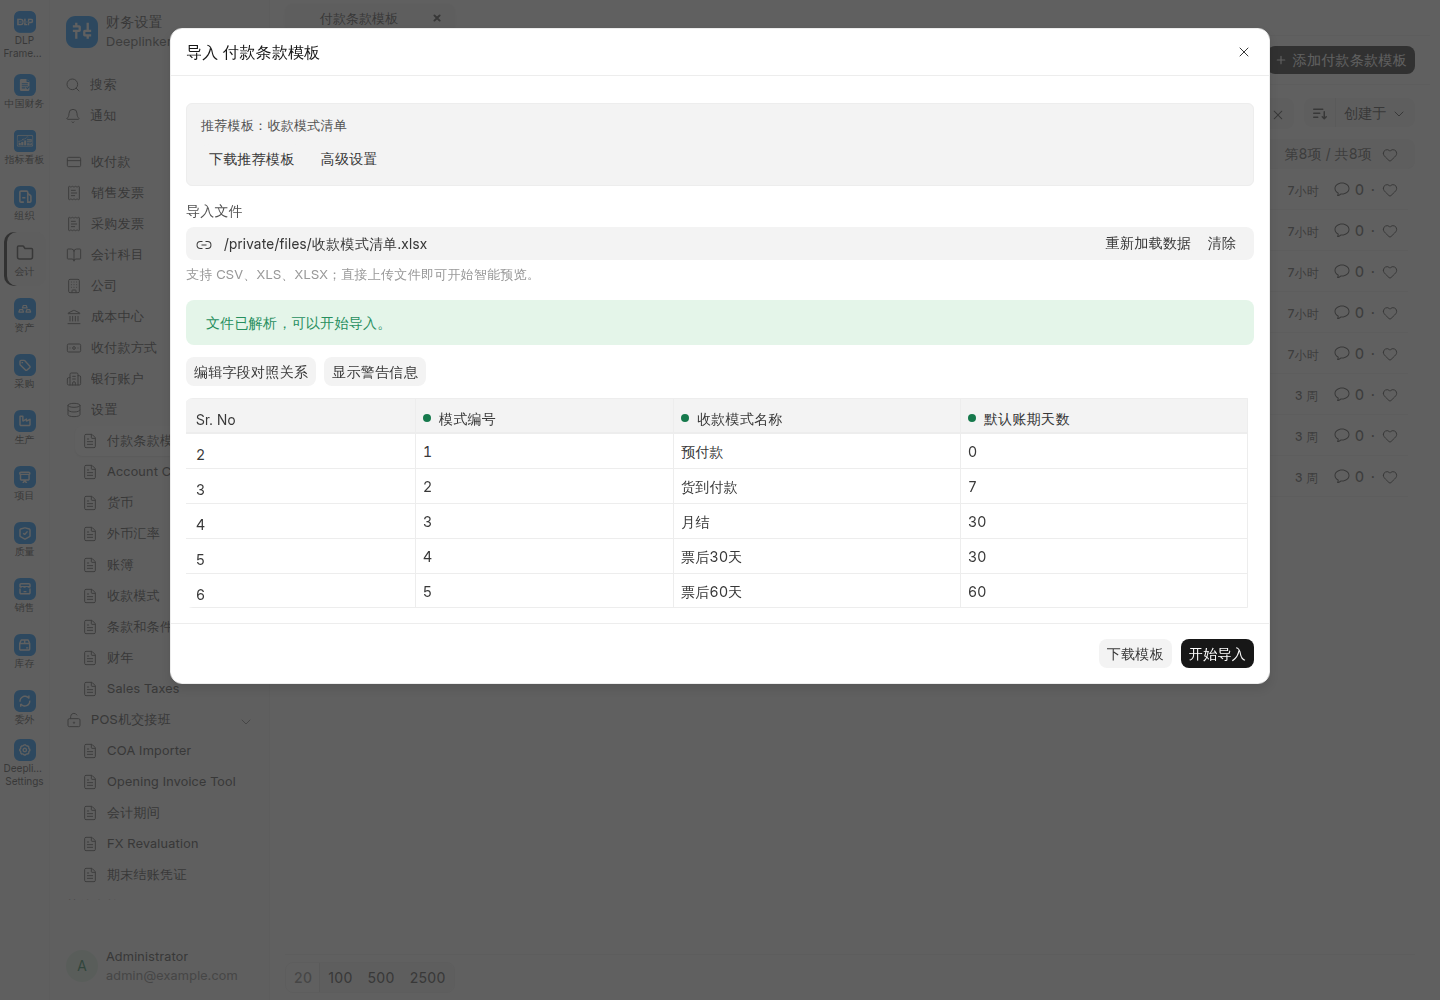 DLP
DLP
Frame...
中国财务
指标看板
组织
会计
资产
采购
生产
项目
质量
销售
库存
委外
Deepli...
Settings
财务设置
Deeplinker
搜索
通知
收付款
销售发票
采购发票
会计科目
公司
成本中心
收付款方式
银行账户
设置
付款条款模
Account C
货币
外币汇率
账簿
收款模式
条款和条件
财年
Sales Taxes
POS机交接班
COA Importer
Opening Invoice Tool
会计期间
FX Revaluation
期末结账凭证
A
Administrator
admin@example.com
付款条款模板
添加付款条款模板
创建于
第8项 / 共8项
7小时 0 ·
7小时 0 ·
7小时 0 ·
7小时 0 ·
7小时 0 ·
3 周 0 ·
3 周 0 ·
3 周 0 ·
20 100 500 2500
导入 付款条款模板
推荐模板：收款模式清单
下载推荐模板 高级设置
导入文件
/private/files/收款模式清单.xlsx 重新加载数据 清除
支持 CSV、XLS、XLSX；直接上传文件即可开始智能预览。
文件已解析，可以开始导入。
编辑字段对照关系 显示警告信息
Sr. No 模式编号 收款模式名称 默认账期天数
2 1 预付款 0
3 2 货到付款 7
4 3 月结 30
5 4 票后30天 30
6 5 票后60天 60
下载模板 开始导入